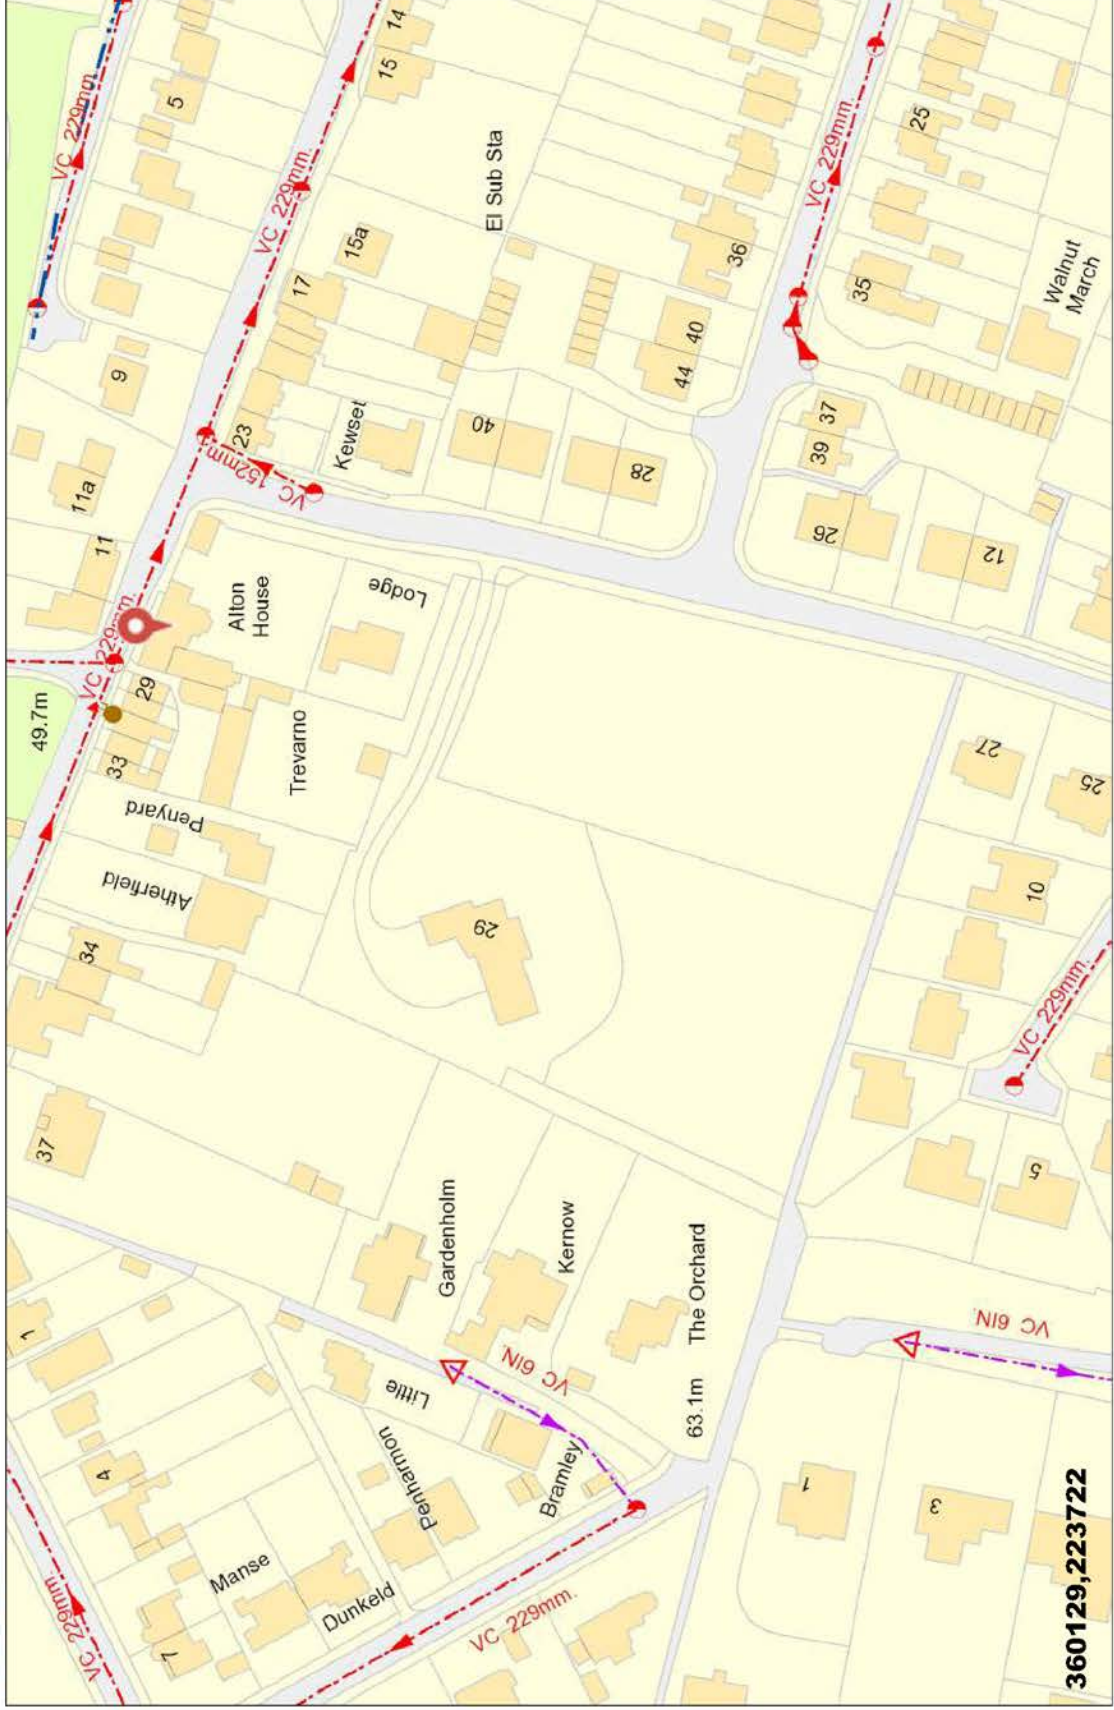 VC 229mm.
5
14
15
VC 229mm.
El Sub Sta
VC 229mm.
25
15a
17
36
35
Walnut
March
9
40
44
23
VC 152mm
Kewset
40
28
37
39
11a
11
26
12
Alton
House
Lodge
VC 229mm.
49.7m
29
33
Trevarno
Penyard
Atherfield
27
25
34
29
10
37
VC 229mm.
5
Gardenholm
Kernow
The Orchard
63.1m
VC 6IN.
VC 6IN.
1
4
Little
Penharmon
Bramley
Manse
Dunkeld
7
VC 229mm.
VC 229mm.
1
3
360129,223722